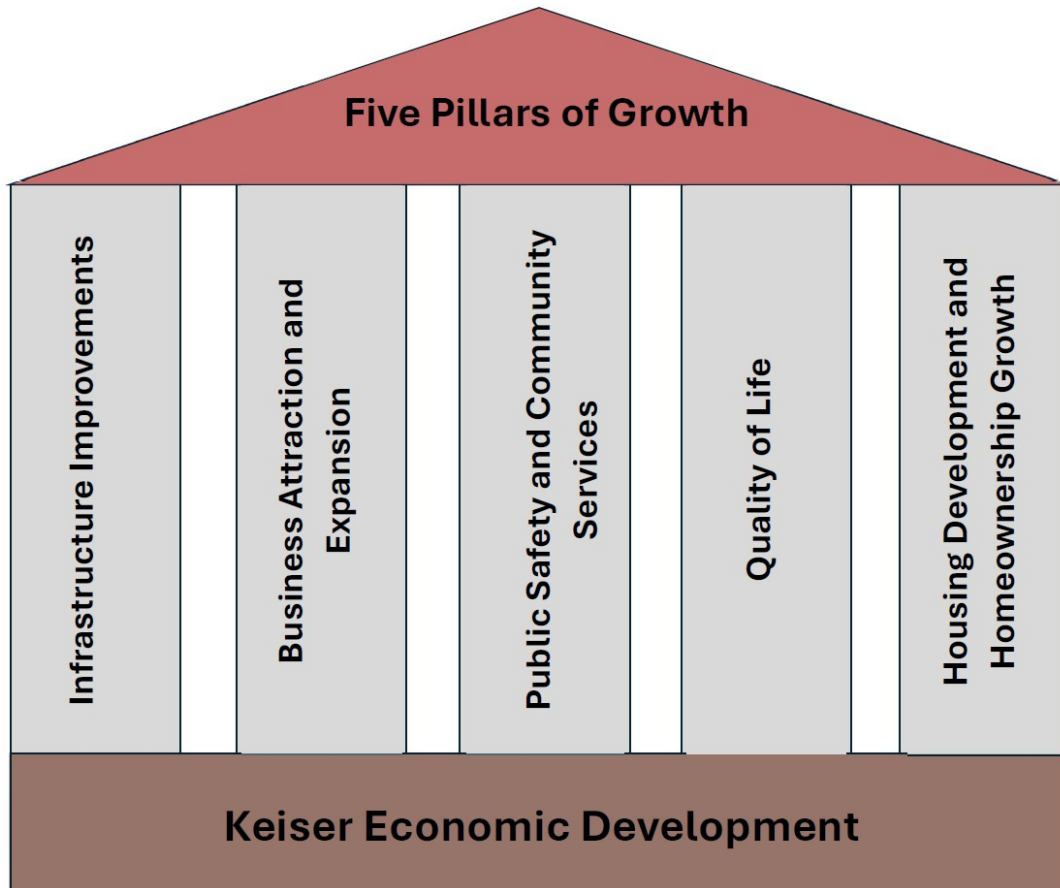 Five Pillars of Growth
Infrastructure Improvements
Business Attraction and
Expansion
Public Safety and Community
Services
Quality of Life
Housing Development and
Homeownership Growth
Keiser Economic Development